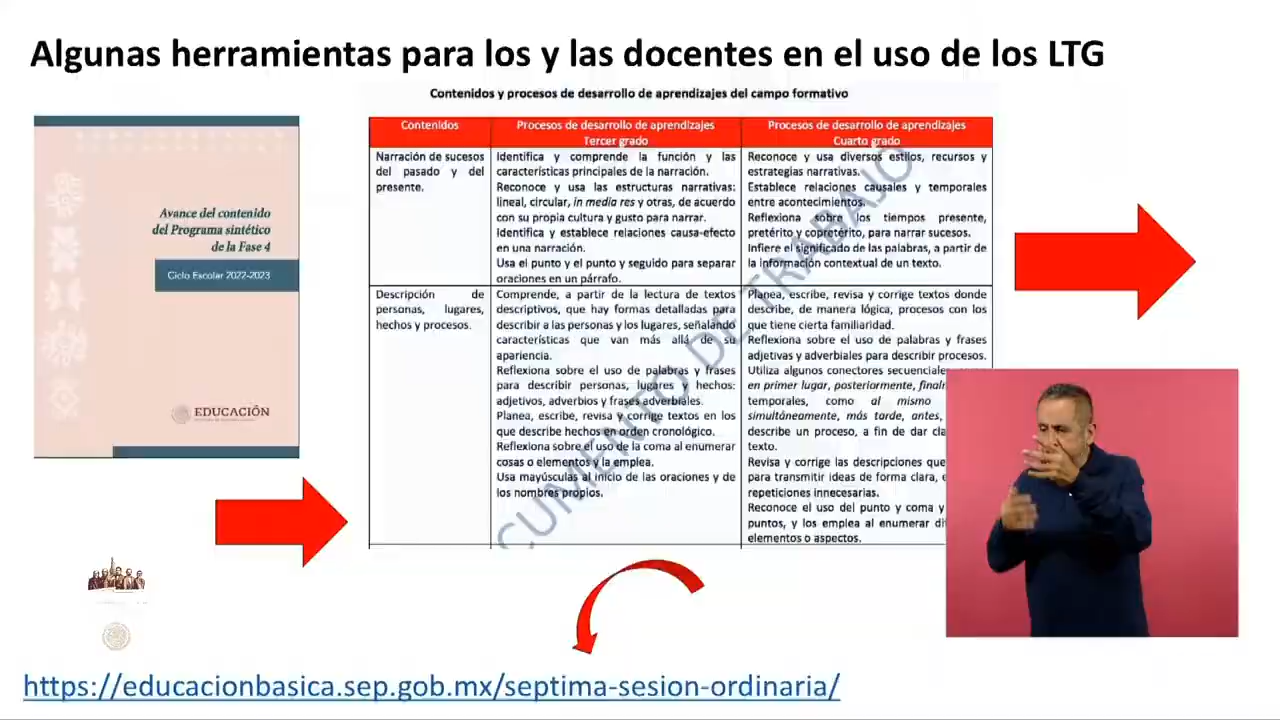 Algunas herramientas para los y las docentes en el uso de los LTG
Avance del contenido
del Programa sintético
de la Fase 4
Ciclo Escolar 2022-2023
EDUCACIÓN
Contenidos y procesos de desarrollo de aprendizajes del campo formativo
Contenidos
Procesos de desarrollo de aprendizajes
Tercer grado
Procesos de desarrollo de aprendizajes
Cuarto grado
Narración de sucesos
del pasado y del
presente.
Identifica y comprende la función y las
características principales de la narración.
Reconoce y usa las estructuras narrativas:
lineal, circular, in media res y otras, de acuerdo
con su propia cultura y gusto para narrar.
Identifica y establece relaciones causa-efecto
en una narración.
Usa el punto y el punto y seguido para separar
oraciones en un párrafo.
Reconoce y usa diversos estilos, recursos y
estrategias narrativas.
Establece relaciones causales y temporales
entre acontecimientos.
Reflexiona sobre los tiempos presente,
pretérito y copretérito, para narrar sucesos.
Infiere el significado de las palabras, a partir de
la información contextual de un texto.
Descripción de
personas, lugares,
hechos y procesos.
Comprende, a partir de la lectura de textos
descriptivos, que hay formas detalladas para
describir a las personas y los lugares, señalando
características que van más allá de su
apariencia.
Reflexiona sobre el uso de palabras y frases
para describir personas, lugares y hechos:
adjetivos, adverbios y frases adverbiales.
Planea, escribe, revisa y corrige textos en los
que describe hechos en orden cronológico.
Reflexiona sobre el uso de la coma al enumerar
cosas o elementos y la emplea.
Usa mayúsculas al inicio de las oraciones y de
los nombres propios.
Planea, escribe, revisa y corrige textos donde
describe, de manera lógica, procesos con los
que tiene cierta familiaridad.
Reflexiona sobre el uso de palabras y frases
adjetivas y adverbiales para describir procesos.
Utiliza algunos conectores secuenciales
en primer lugar, posteriormente,
temporales, como al mismo
simultáneamente, más tarde, antes,
describe un proceso, a fin de dar
texto.
Revisa y corrige las descripciones que
para transmitir ideas de forma clara,
repeticiones innecesarias.
Reconoce el uso del punto y coma y
puntos, y los emplea al enumerar
elementos o aspectos.
CUMENTO DE TRABAJO
https://educacionbasica.sep.gob.mx/septima-sesion-ordinaria/